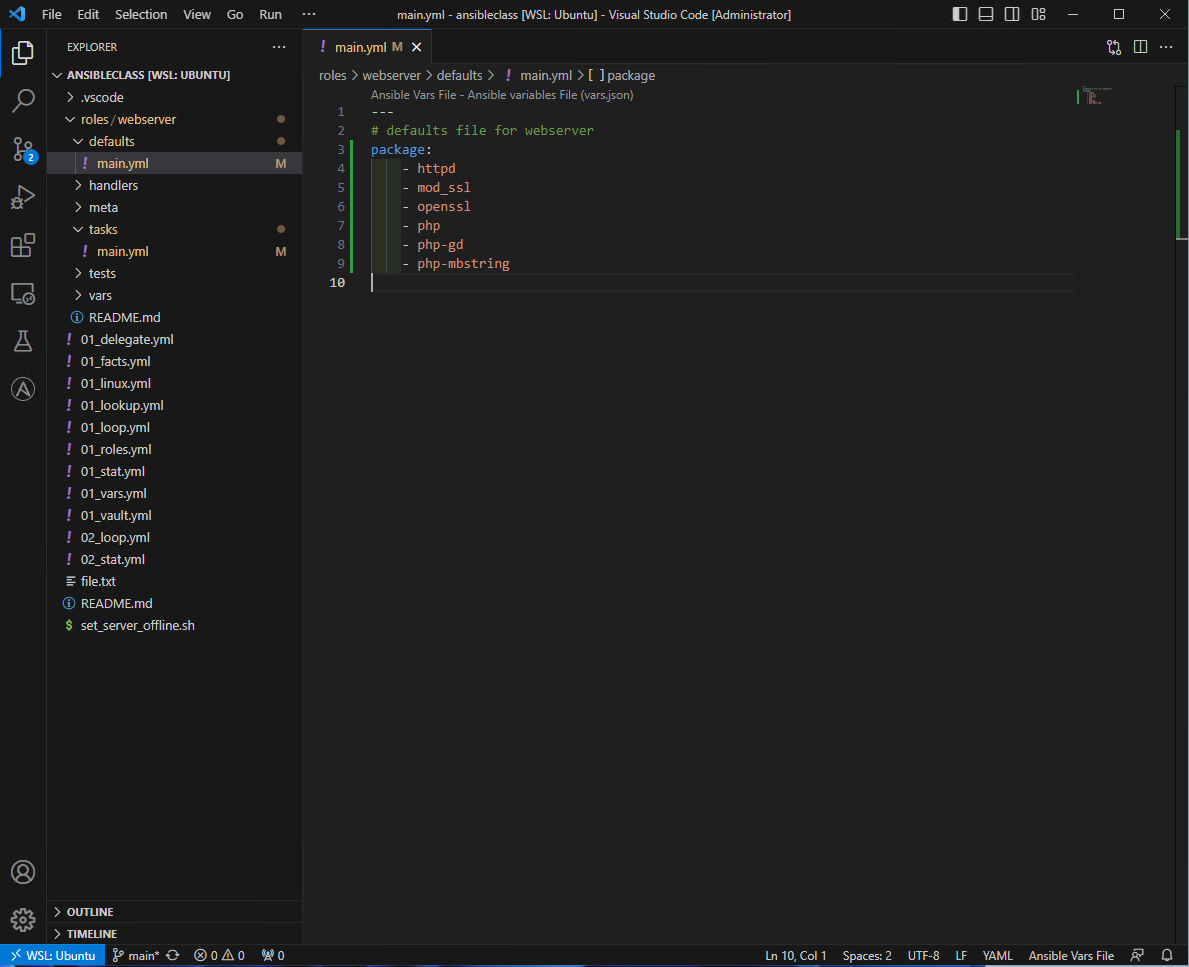 File Edit Selection View Go Run ··· main.yml - ansibleclass [WSL: Ubuntu] - Visual Studio Code [Administrator]
EXPLORER ···
ANSIBLECLASS [WSL: UBUNTU]
.vscode
roles / webserver
defaults
! main.yml M
handlers
meta
tasks
! main.yml M
tests
vars
README.md
! 01_delegate.yml
! 01_facts.yml
! 01_linux.yml
! 01_lookup.yml
! 01_loop.yml
! 01_roles.yml
! 01_stat.yml
! 01_vars.yml
! 01_vault.yml
! 02_loop.yml
! 02_stat.yml
file.txt
README.md
$ set_server_offline.sh
OUTLINE
TIMELINE
2
! main.yml M
roles > webserver > defaults > ! main.yml > [ ] package
Ansible Vars File - Ansible variables File (vars.json)
1 ---
2 # defaults file for webserver
3 package:
4 - httpd
5 - mod_ssl
6 - openssl
7 - php
8 - php-gd
9 - php-mbstring
10
WSL: Ubuntu main* 0 0 0 Ln 10, Col 1 Spaces: 2 UTF-8 LF YAML Ansible Vars File